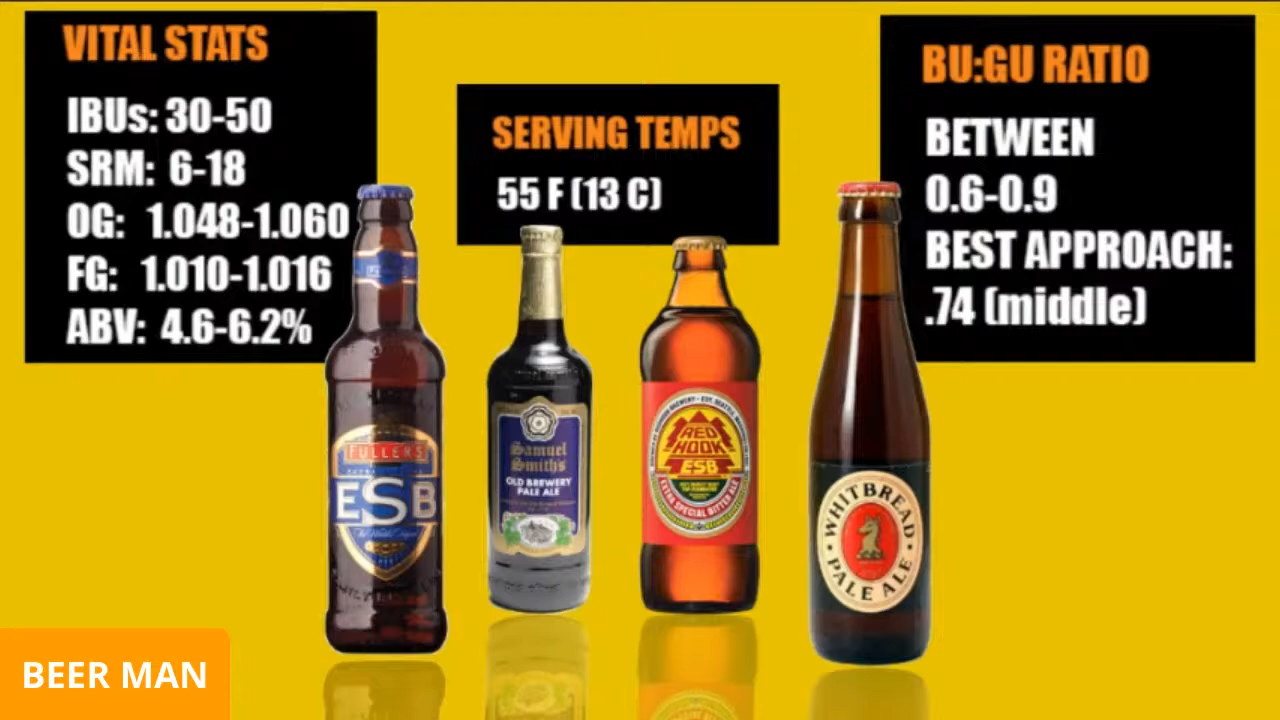 VITAL STATS
IBUs: 30-50
SRM: 6-18
OG: 1.048-1.060
FG: 1.010-1.016
ABV: 4.6-6.2%
SERVING TEMPS
55 F (13 C)
BU:GU RATIO
BETWEEN
0.6-0.9
BEST APPROACH:
.74 (middle)
FULLER'S
ESB
Samuel
Smith's
OLD BREWERY
PALE ALE
RED
HOOK
ESB
EXTRA SPECIAL BITTER ALE
WHITBREAD
PALE ALE
BEER MAN